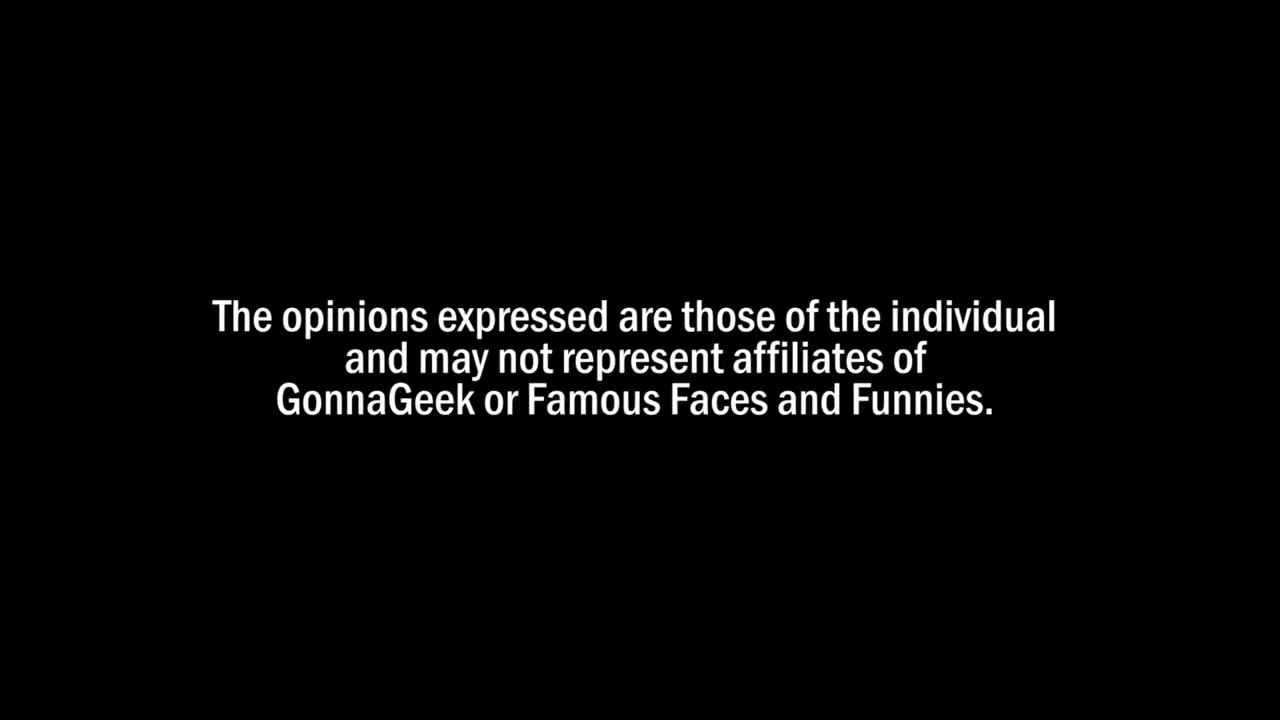 The opinions expressed are those of the individual
and may not represent affiliates of
GonnaGeek or Famous Faces and Funnies.